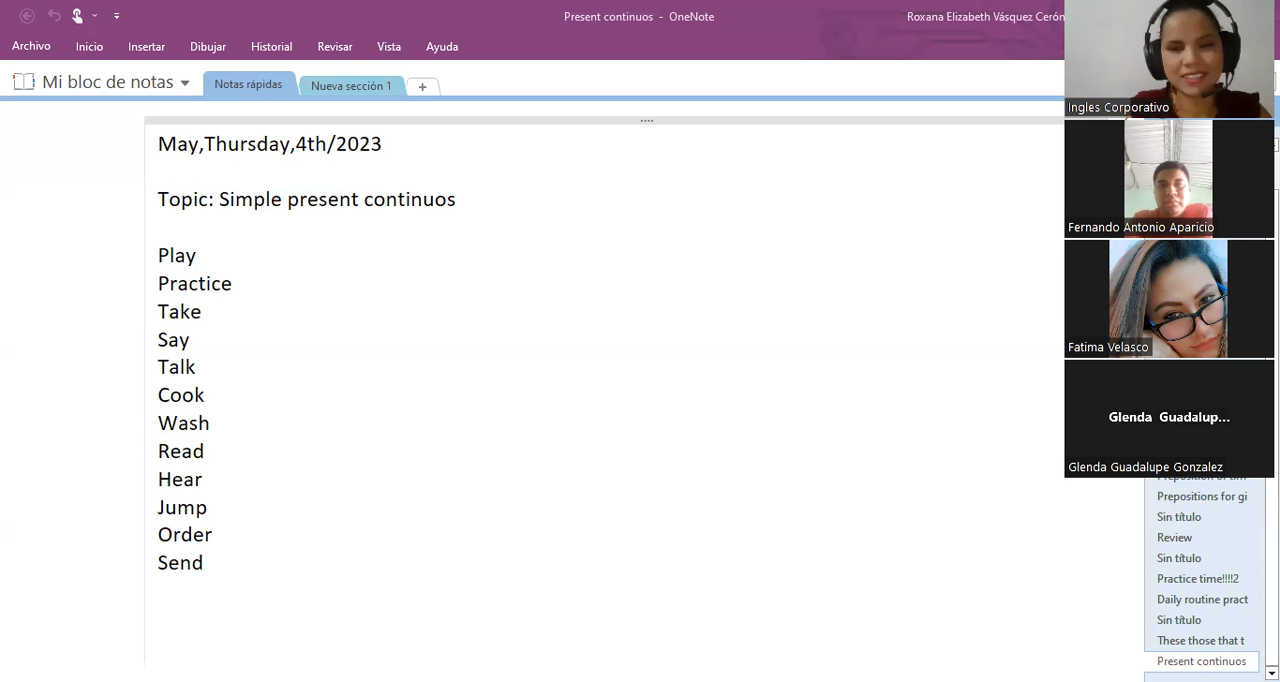 Present continuos - OneNote
Roxana Elizabeth Vásquez Cerón
Archivo
Inicio
Insertar
Dibujar
Historial
Revisar
Vista
Ayuda
Mi bloc de notas
Notas rápidas
Nueva sección 1
+
May,Thursday,4th/2023
Topic: Simple present continuos
Play
Practice
Take
Say
Talk
Cook
Wash
Read
Hear
Jump
Order
Send
Ingles Corporativo
Fernando Antonio Aparicio
Fatima Velasco
Glenda Guadalup...
Glenda Guadalupe Gonzalez
Preposition of tim
Prepositions for gi
Sin título
Review
Sin título
Practice time!!!!2
Daily routine pract
Sin título
These those that t
Present continuos